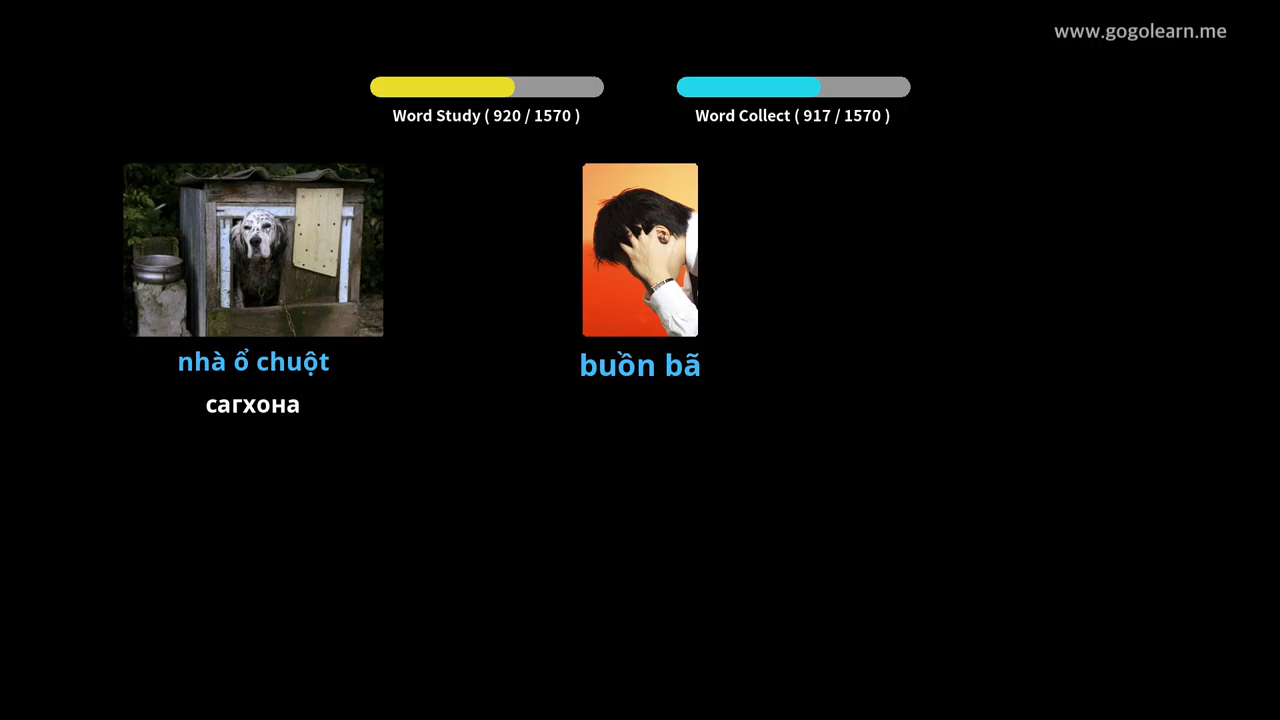 www.gogolearn.me
Word Study ( 920 / 1570 )
Word Collect ( 917 / 1570 )
nhà ổ chuột
сагхона
buồn bã